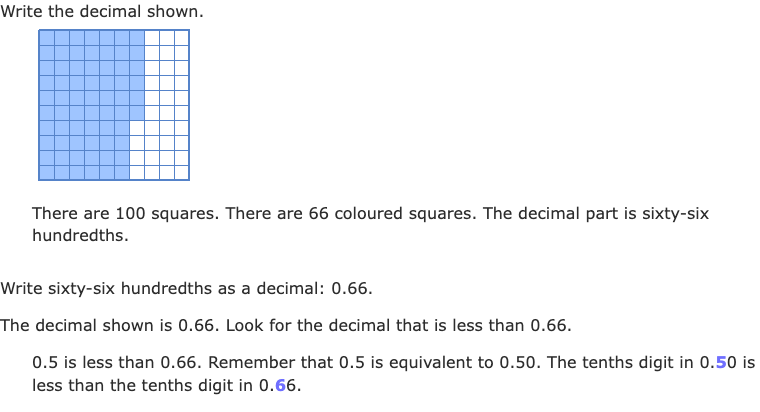 Write the decimal shown.
There are 100 squares. There are 66 coloured squares. The decimal part is sixty-six
hundredths.
Write sixty-six hundredths as a decimal: 0.66.
The decimal shown is 0.66. Look for the decimal that is less than 0.66.
0.5 is less than 0.66. Remember that 0.5 is equivalent to 0.50. The tenths digit in 0.50 is
less than the tenths digit in 0.66.